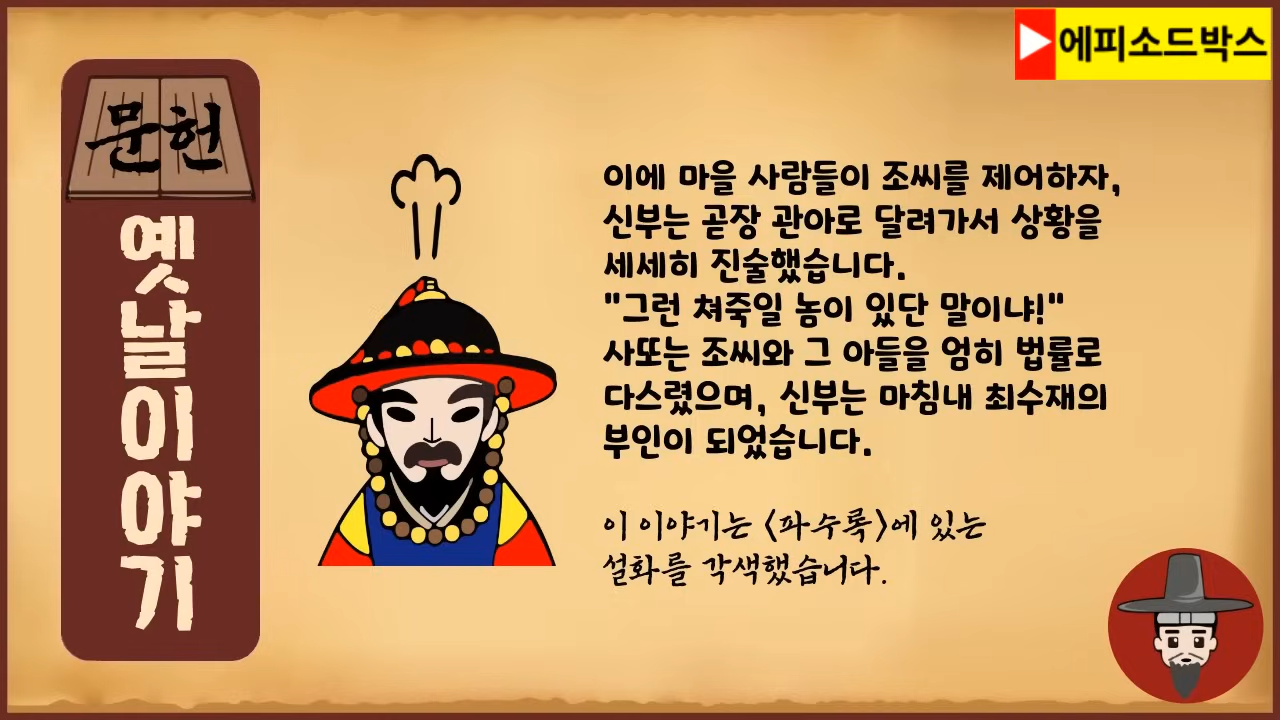 에피소드박스
문헌
옛날이야기
이에 마을 사람들이 조씨를 제어하자,
신부는 곧장 관아로 달려가서 상황을
세세히 진술했습니다.
"그런 쳐죽일 놈이 있단 말이냐!"
사또는 조씨와 그 아들을 엄히 법률로
다스렸으며, 신부는 마침내 최수재의
부인이 되었습니다.
이 이야기는 <파수록>에 있는
설화를 각색했습니다.